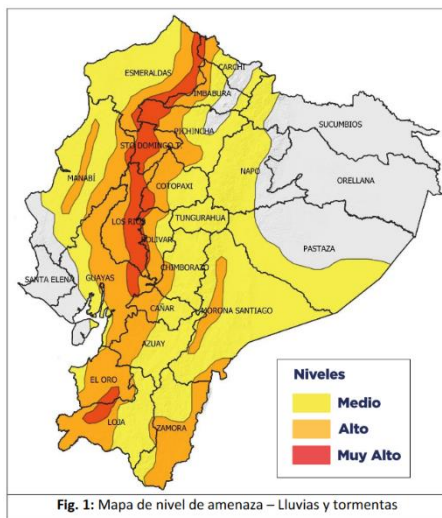 ESMERALDAS
CARCHI
IMBABURA
SUCUMBIOS
PICHINCHA
STO DOMINGO T.
NAPO
ORELLANA
MANABÍ
COTOPAXI
TUNGURAHUA
LOS RIOS
BOLIVAR
PASTAZA
CHIMBORAZO
SANTA ELENA
GUAYAS
CAÑAR
MORONA SANTIAGO
AZUAY
EL ORO
LOJA
ZAMORA
Niveles
Medio
Alto
Muy Alto
Fig. 1: Mapa de nivel de amenaza – Lluvias y tormentas